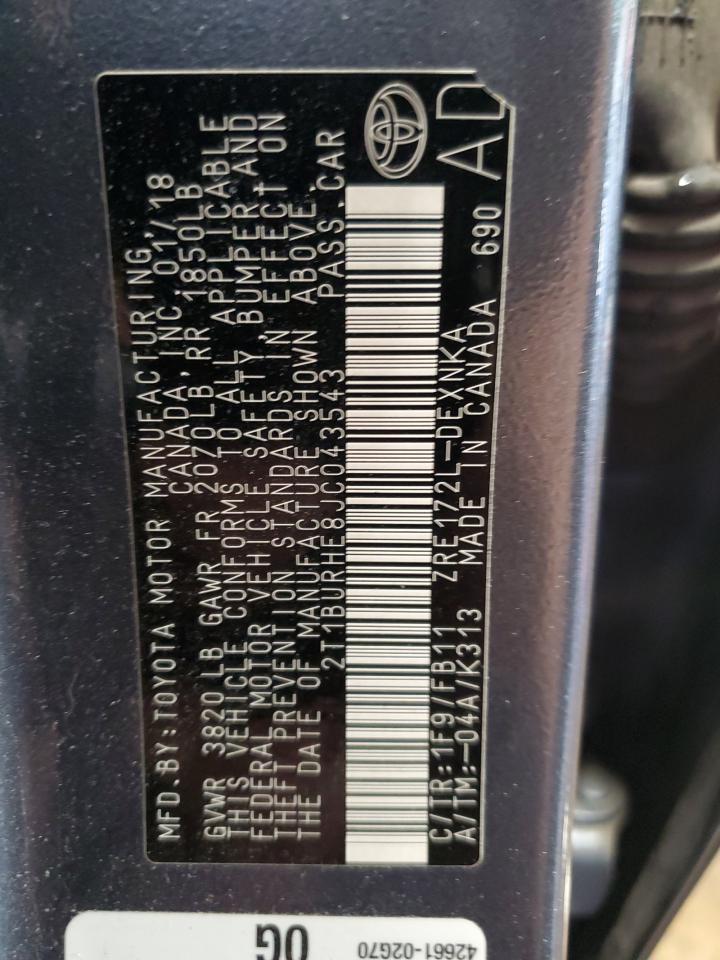 MFD.BY:TOYOTA MOTOR MANUFACTURING,
CANADA,INC. 01/18
GVWR 3820 LB GAWR FR 2070LB,RR 1850LB
THIS VEHICLE CONFORMS TO ALL APPLICABLE
FEDERAL MOTOR VEHICLE SAFETY, BUMPER, AND
THEFT PREVENTION STANDARDS IN EFFECT ON
THE DATE OF MANUFACTURE SHOWN ABOVE.
2T1BURHE8JC043543 PASS.CAR
C/TR:1F9/FB11 ZRE172L-DEXNKA
A/TM:-04A/K313 MADE IN CANADA 690
AD
0G
42661-02G70